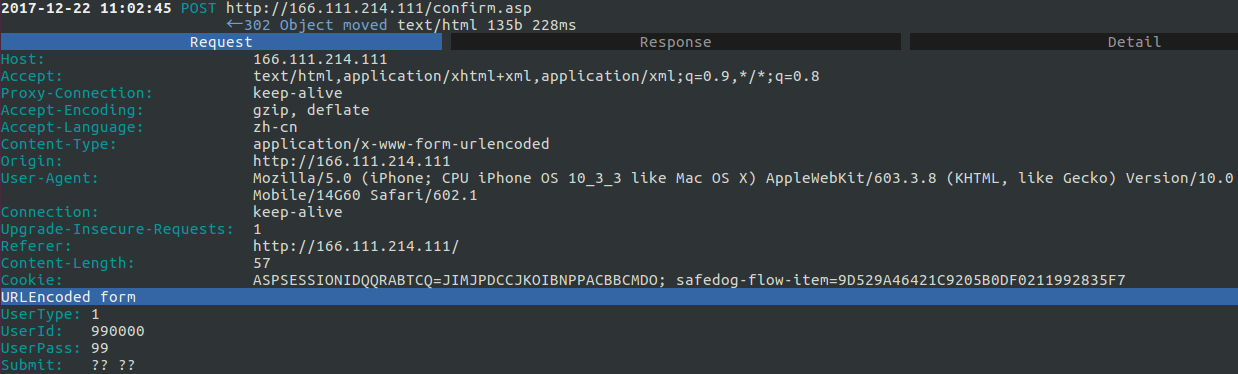 2017-12-22 11:02:45 POST http://166.111.214.111/confirm.asp
←302 Object moved text/html 135b 228ms
Request Response Detail
Host: 166.111.214.111
Accept: text/html,application/xhtml+xml,application/xml;q=0.9,*/*;q=0.8
Proxy-Connection: keep-alive
Accept-Encoding: gzip, deflate
Accept-Language: zh-cn
Content-Type: application/x-www-form-urlencoded
Origin: http://166.111.214.111
User-Agent: Mozilla/5.0 (iPhone; CPU iPhone OS 10_3_3 like Mac OS X) AppleWebKit/603.3.8 (KHTML, like Gecko) Version/10.0
Mobile/14G60 Safari/602.1
Connection: keep-alive
Upgrade-Insecure-Requests: 1
Referer: http://166.111.214.111/
Content-Length: 57
Cookie: ASPSESSIONIDQQRABTCQ=JIMJPDCCJKOIBNPPACBBCMDO; safedog-flow-item=9D529A46421C9205B0DF0211992835F7
URLEncoded form
UserType: 1
UserId: 990000
UserPass: 99
Submit: ?? ??